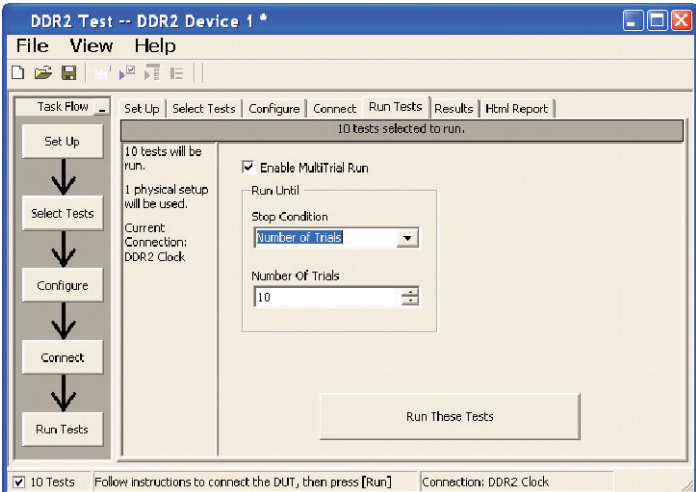 DDR2 Test -- DDR2 Device 1 *
File View Help
Task Flow
Set Up
Select Tests
Configure
Connect
Run Tests
Set Up | Select Tests | Configure | Connect | Run Tests | Results | Html Report
10 tests selected to run.
10 tests will be
run.
1 physical setup
will be used.
Current
Connection:
DDR2 Clock
Enable MultiTrial Run
Run Until
Stop Condition
Number of Trials
Number Of Trials
10
Run These Tests
10 Tests
Follow instructions to connect the DUT, then press [Run]
Connection: DDR2 Clock